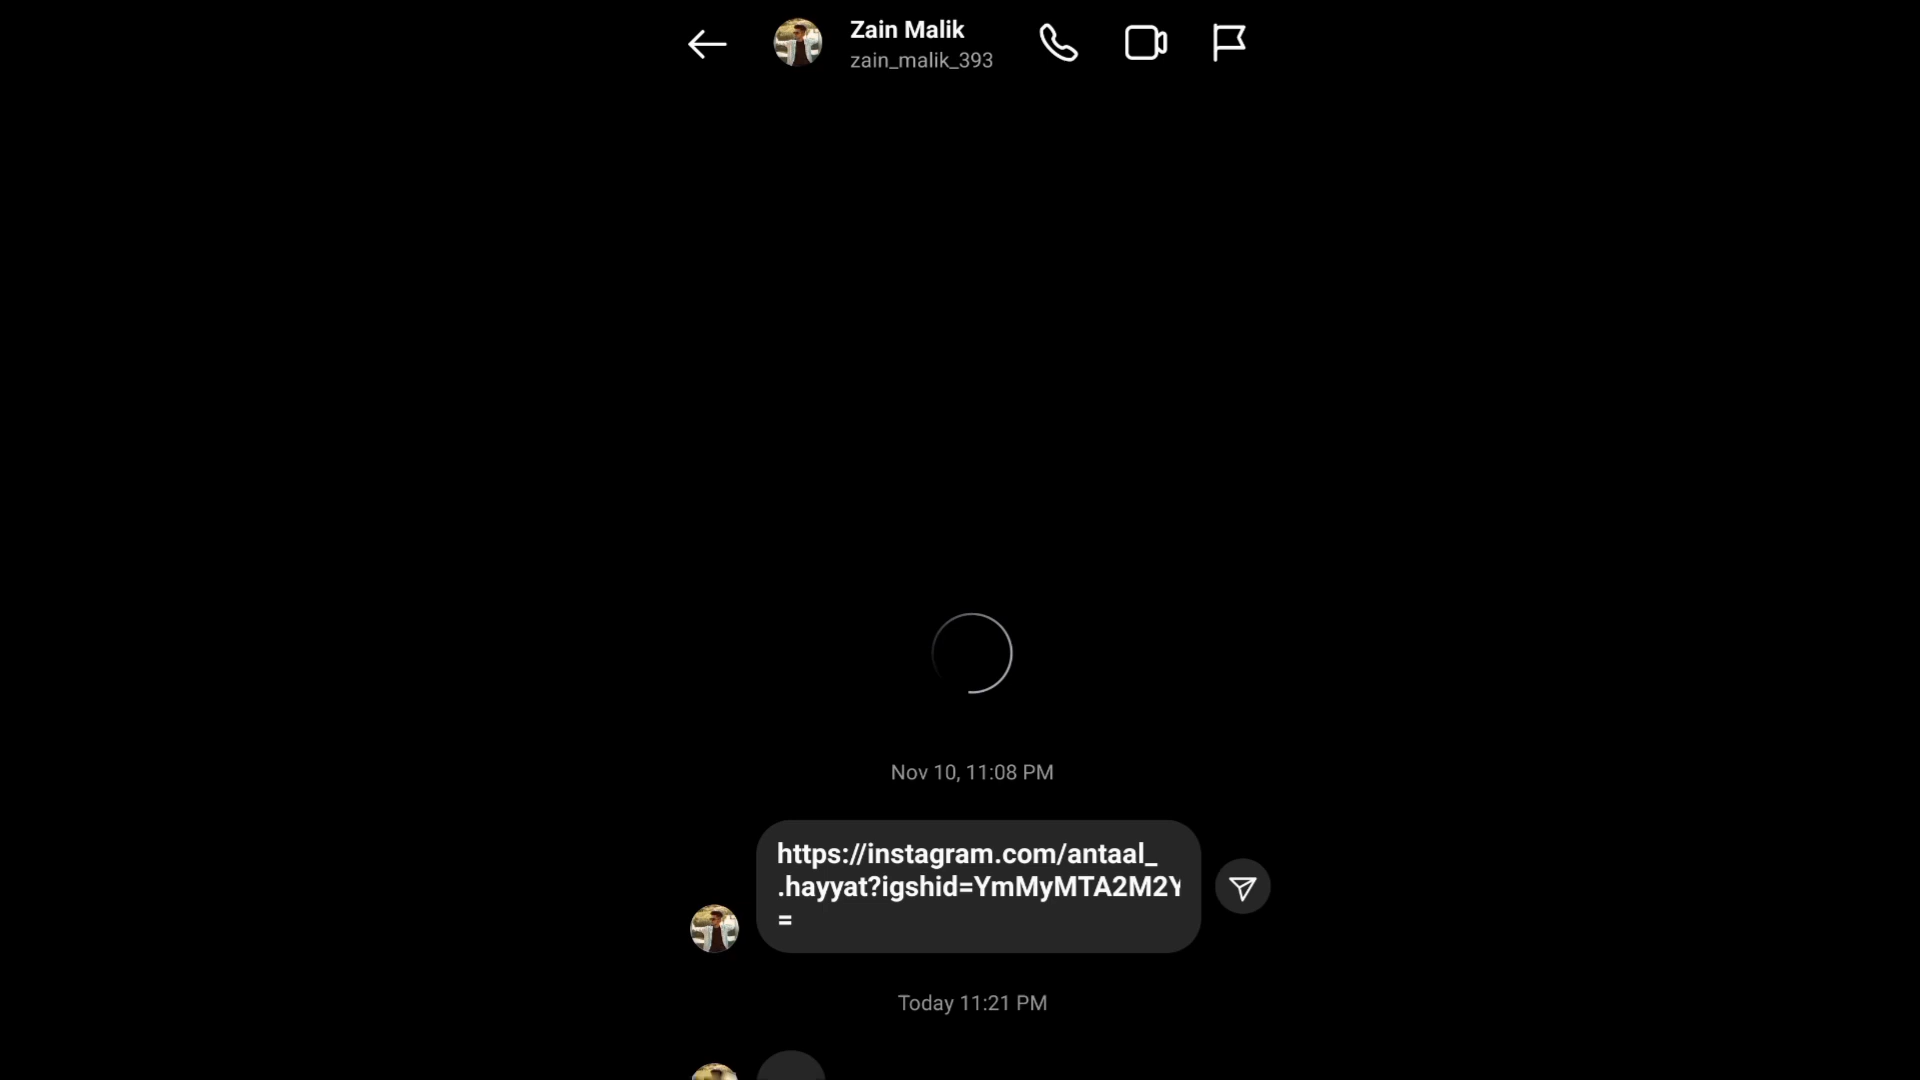 Zain Malik
zain_malik_393
Nov 10, 11:08 PM
https://instagram.com/antaal_
.hayyat?igshid=YmMyMTA2M2Y
=
Today 11:21 PM